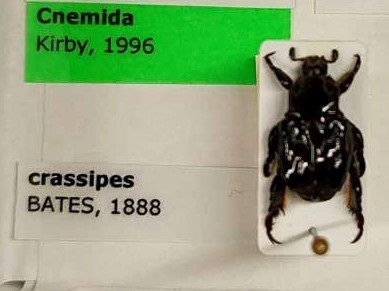 Cnemida
Kirby, 1996
crassipes
BATES, 1888